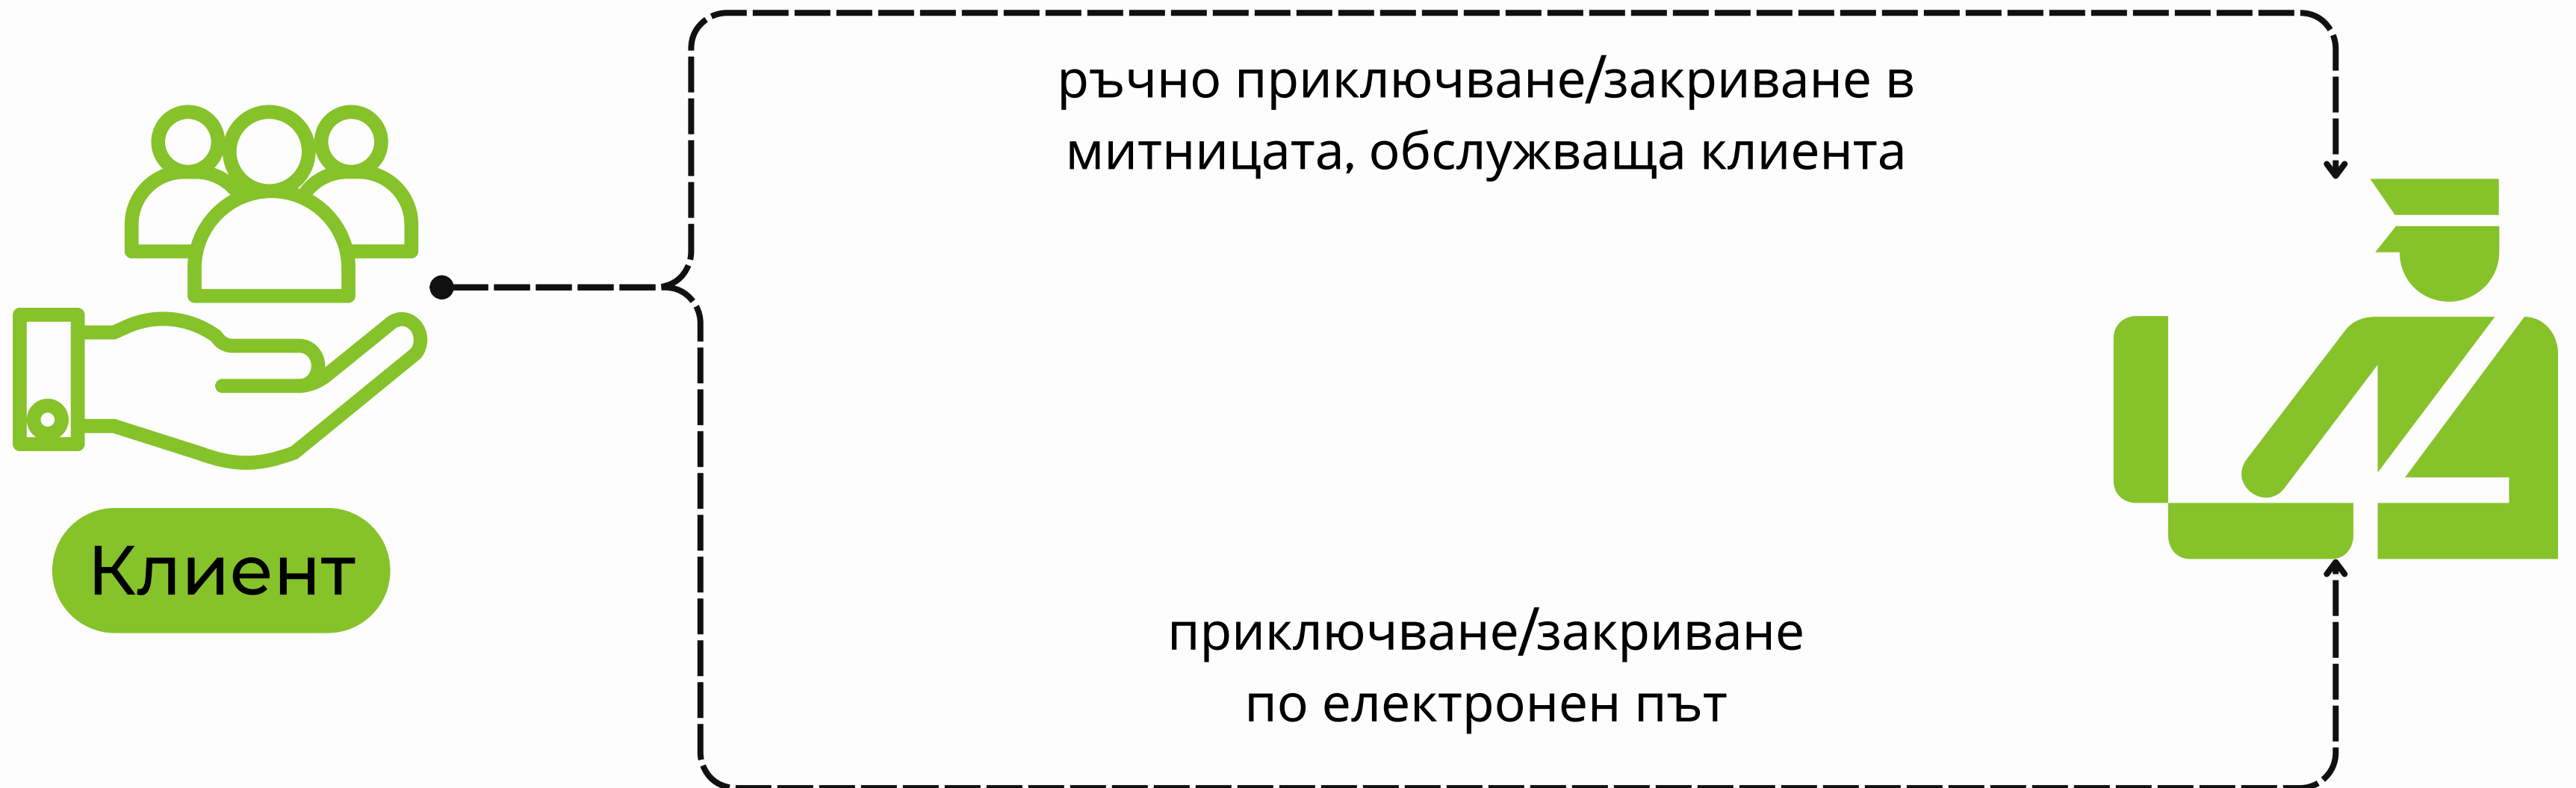 ръчно приключване/закриване в
митницата, обслужваща клиента
Клиент
приключване/закриване
по електронен път